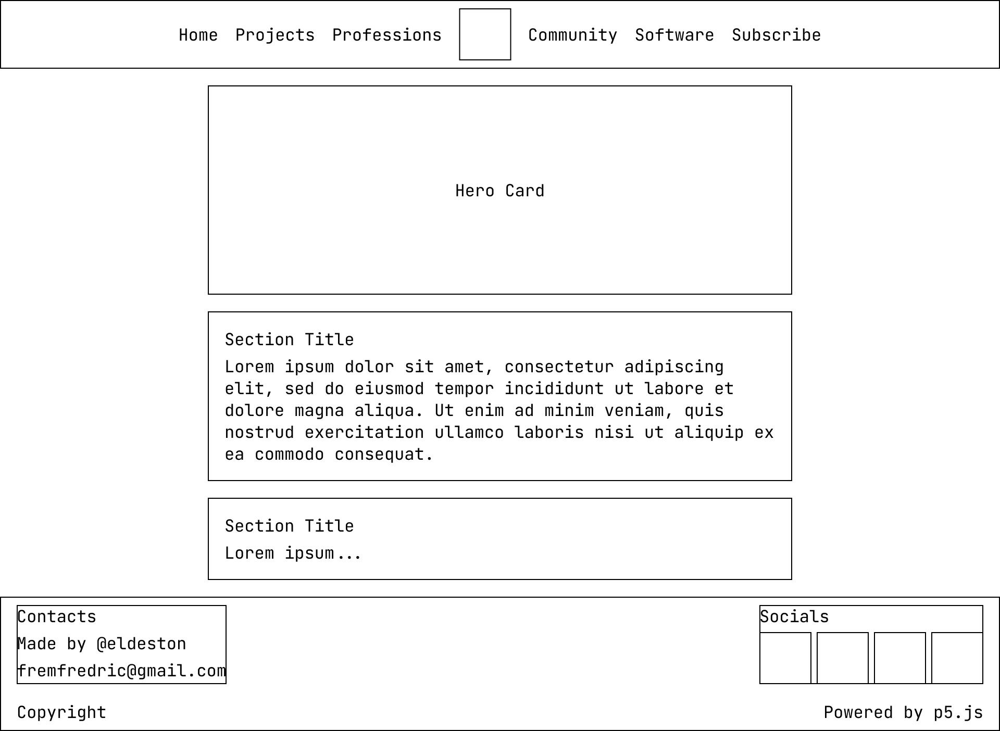 Home Projects Professions Community Software Subscribe
Hero Card
Section Title
Lorem ipsum dolor sit amet, consectetur adipiscing
elit, sed do eiusmod tempor incididunt ut labore et
dolore magna aliqua. Ut enim ad minim veniam, quis
nostrud exercitation ullamco laboris nisi ut aliquip ex
ea commodo consequat.
Section Title
Lorem ipsum...
Contacts
Made by @eldeston
fremfredric@gmail.com
Socials
Copyright
Powered by p5.js